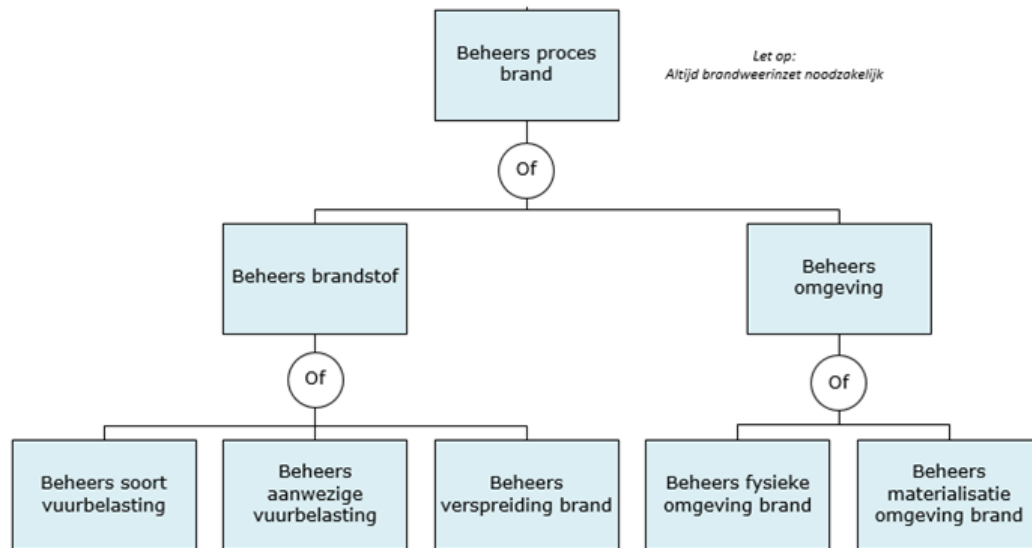 Beheers proces
brand
Let op:
Altijd brandweerinzet noodzakelijk
Of
Beheers brandstof
Beheers
omgeving
Of
Of
Beheers soort
vuurbelasting
Beheers
aanwezige
vuurbelasting
Beheers
verspreiding brand
Beheers fysieke
omgeving brand
Beheers
materialisatie
omgeving brand